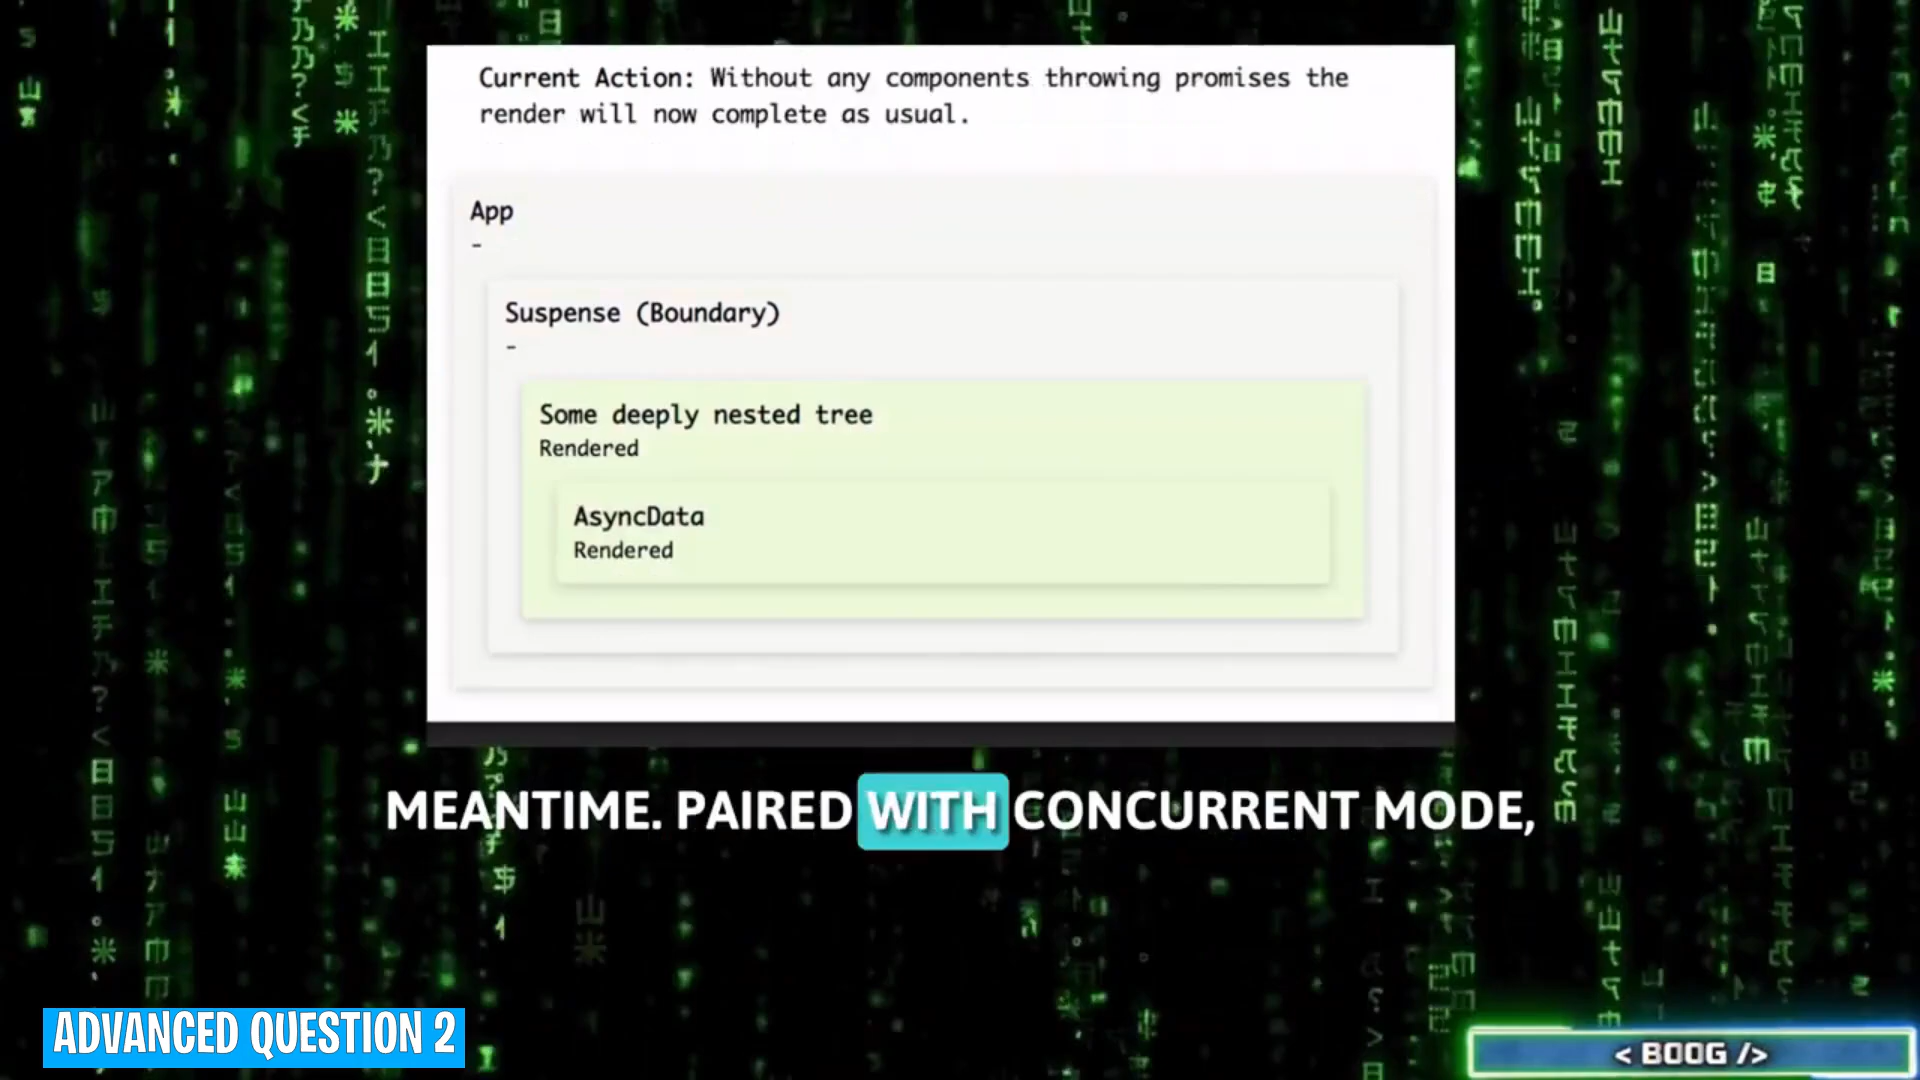 Current Action: Without any components throwing promises the
render will now complete as usual.
App
-
Suspense (Boundary)
-
Some deeply nested tree
Rendered
AsyncData
Rendered
MEANTIME. PAIRED WITH CONCURRENT MODE,
ADVANCED QUESTION 2
< BOOG />